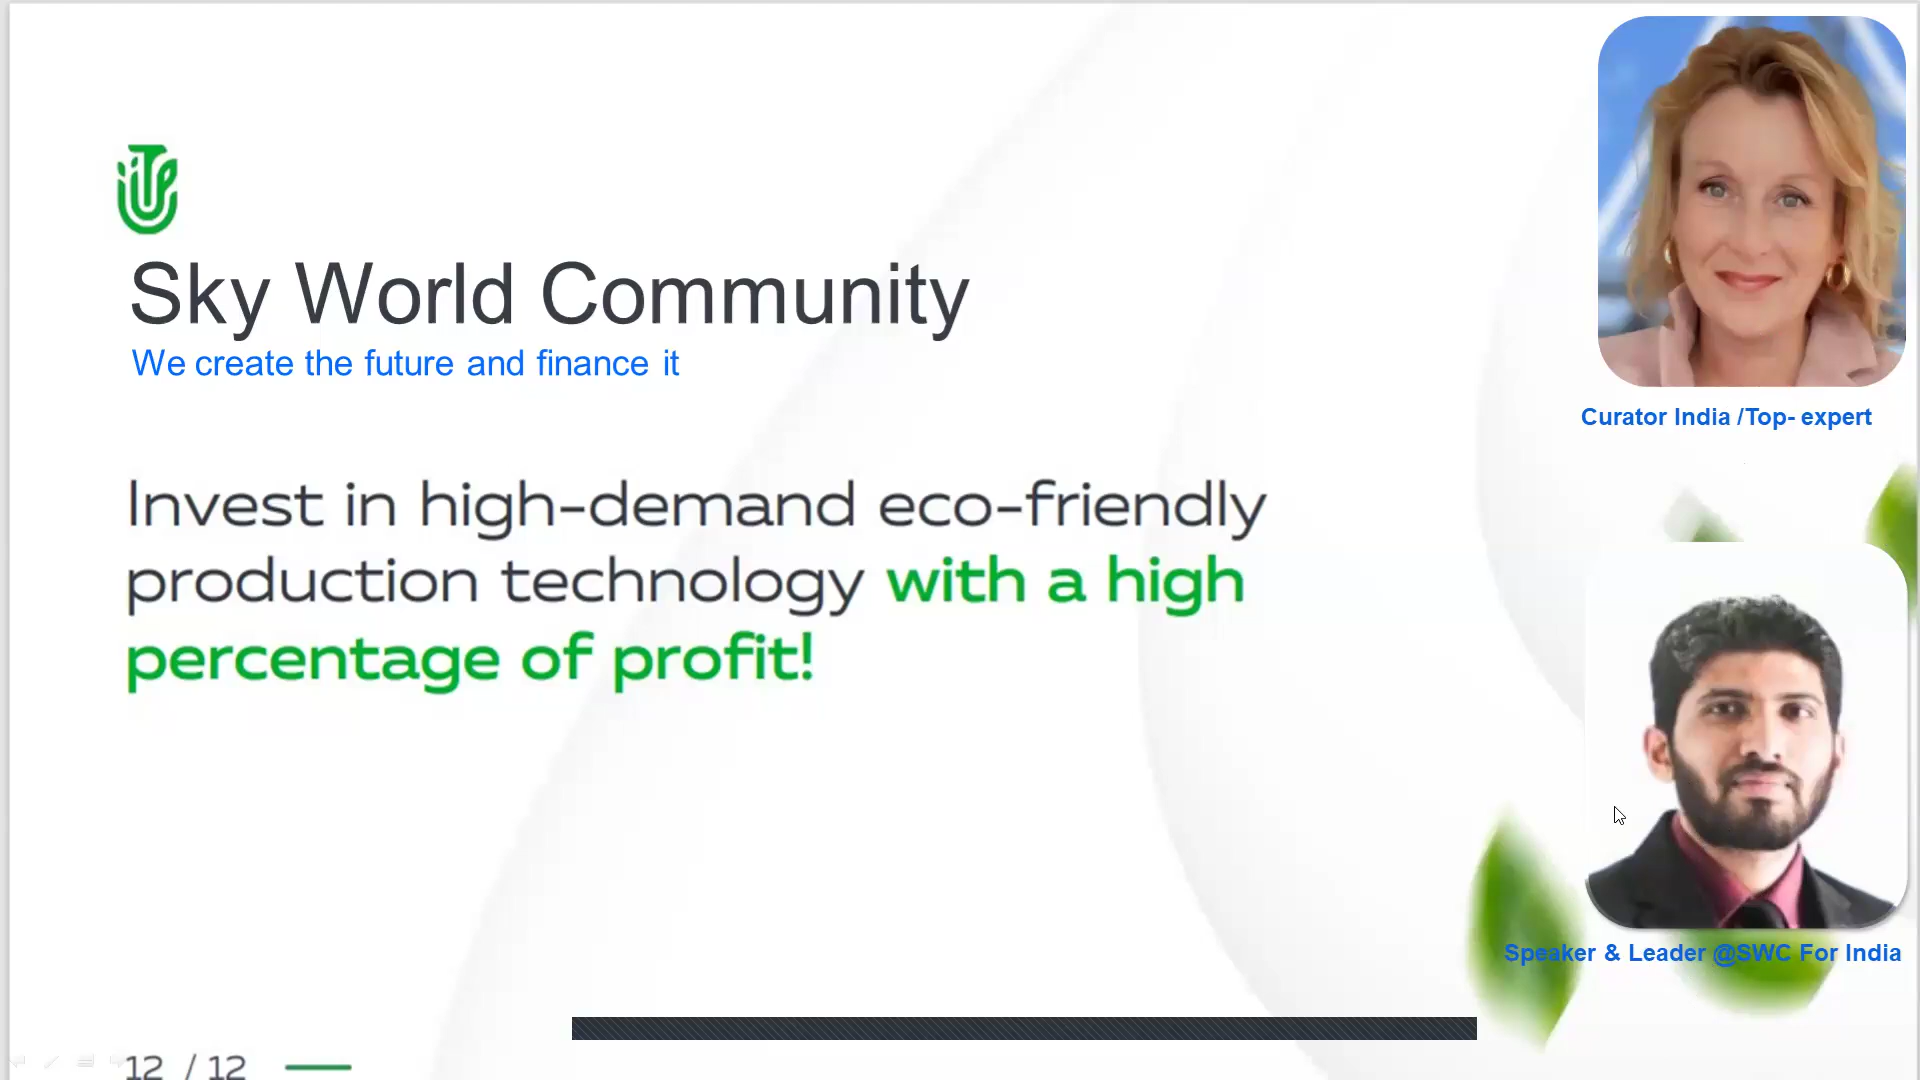 Sky World Community
We create the future and finance it
Invest in high-demand eco-friendly
production technology with a high
percentage of profit!
Curator India /Top- expert
Speaker & Leader @SWC For India
12 / 12